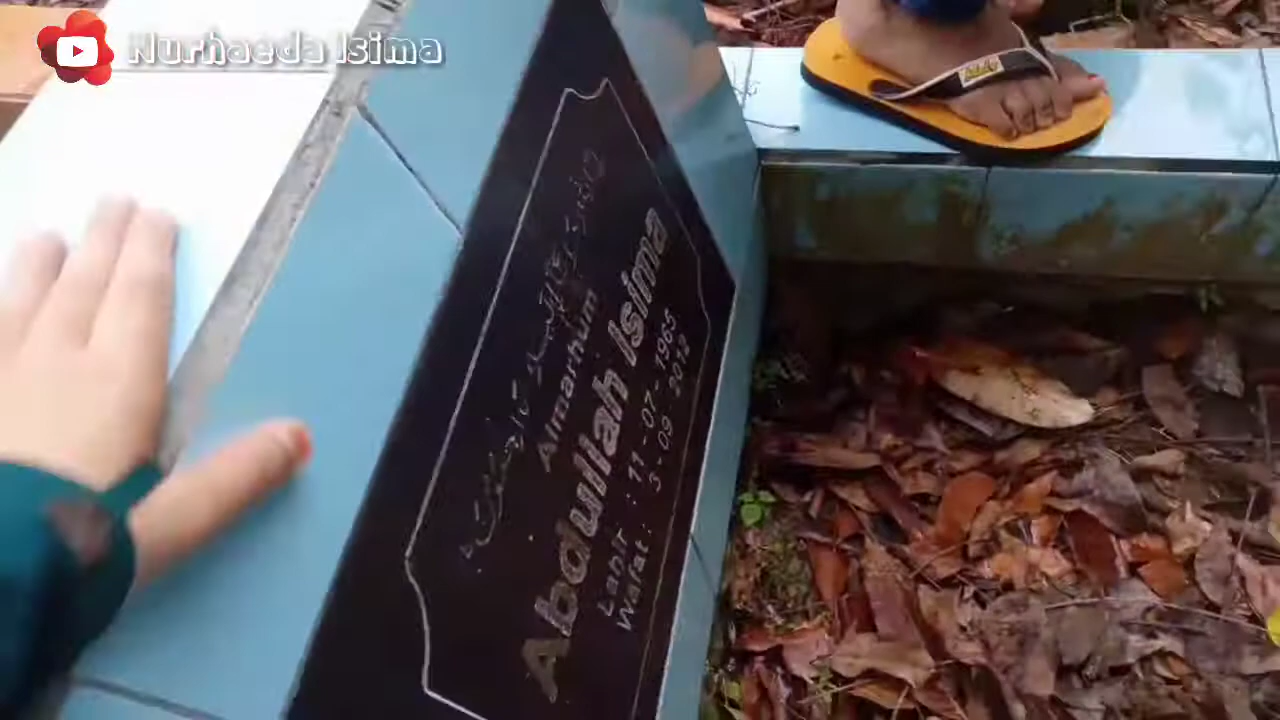 Nurhaeda Isima
Almarhum
Abdullah Isima
Lahir : 11 - 07 - 1965
Wafat : 3 - 09 2012